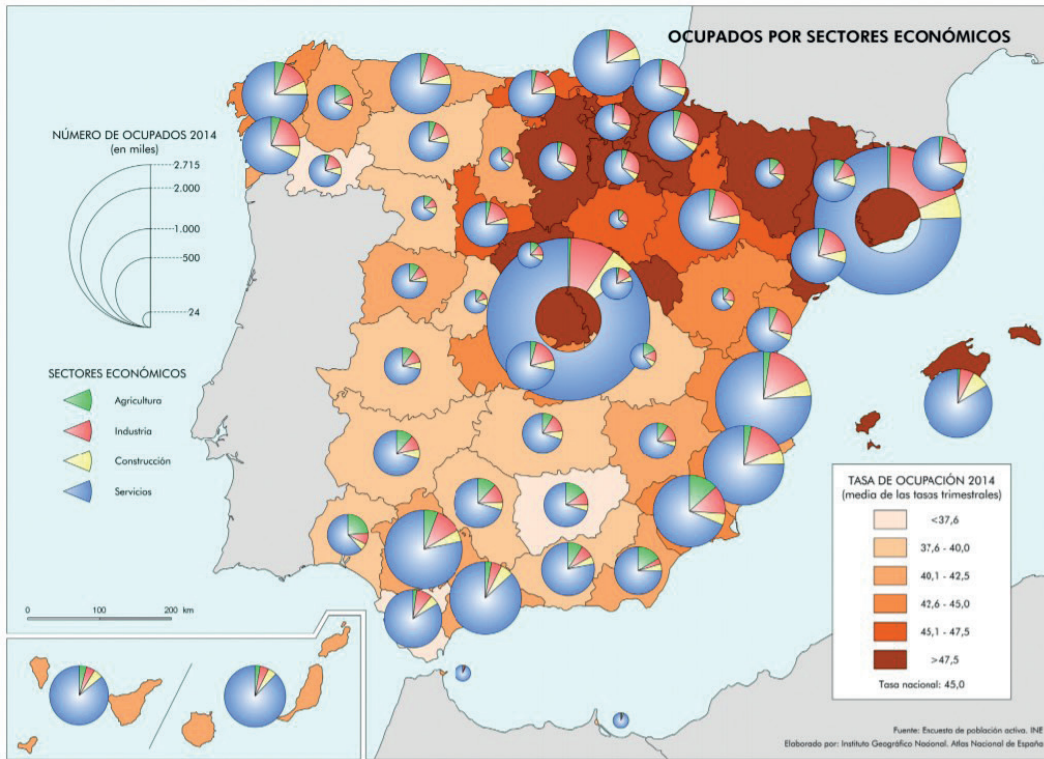 OCUPADOS POR SECTORES ECONÓMICOS
NÚMERO DE OCUPADOS 2014
(en miles)
2.715
2.000
1.000
500
24
SECTORES ECONÓMICOS
Agricultura
Industria
Construcción
Servicios
0 100 200 km
TASA DE OCUPACIÓN 2014
(media de las tasas trimestrales)
<37,6
37,6 - 40,0
40,1 - 42,5
42,6 - 45,0
45,1 - 47,5
>47,5
Tasa nacional: 45,0
Fuente: Escuesta de población activa. INE
Elaborado por: Instituto Geográfico Nacional. Atlas Nacional de España